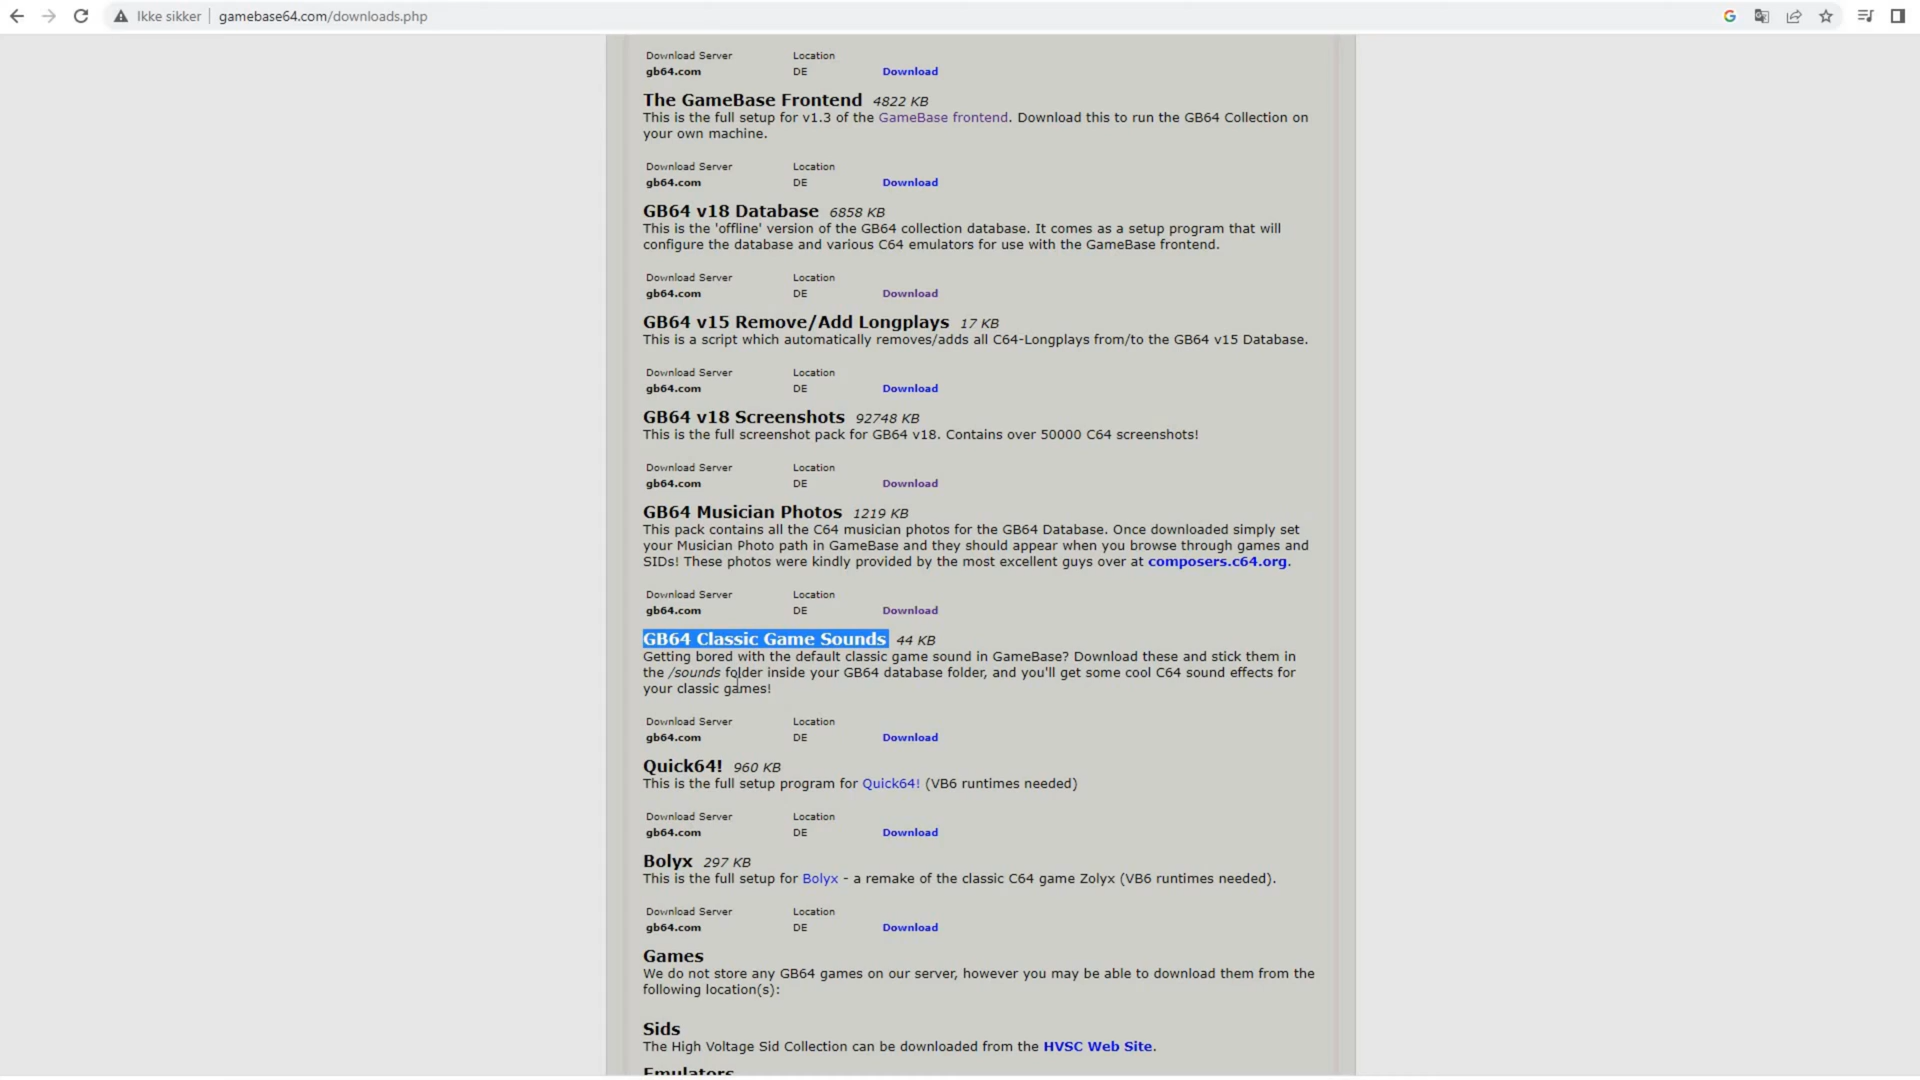 Ikke sikker | gamebase64.com/downloads.php
Download Server Location
gb64.com DE Download
The GameBase Frontend 4822 KB
This is the full setup for v1.3 of the GameBase frontend. Download this to run the GB64 Collection on
your own machine.
Download Server Location
gb64.com DE Download
GB64 v18 Database 6858 KB
This is the 'offline' version of the GB64 collection database. It comes as a setup program that will
configure the database and various C64 emulators for use with the GameBase frontend.
Download Server Location
gb64.com DE Download
GB64 v15 Remove/Add Longplays 17 KB
This is a script which automatically removes/adds all C64-Longplays from/to the GB64 v15 Database.
Download Server Location
gb64.com DE Download
GB64 v18 Screenshots 92748 KB
This is the full screenshot pack for GB64 v18. Contains over 50000 C64 screenshots!
Download Server Location
gb64.com DE Download
GB64 Musician Photos 1219 KB
This pack contains all the C64 musician photos for the GB64 Database. Once downloaded simply set
your Musician Photo path in GameBase and they should appear when you browse through games and
SIDs! These photos were kindly provided by the most excellent guys over at composers.c64.org.
Download Server Location
gb64.com DE Download
GB64 Classic Game Sounds 44 KB
Getting bored with the default classic game sound in GameBase? Download these and stick them in
the /sounds folder inside your GB64 database folder, and you'll get some cool C64 sound effects for
your classic games!
Download Server Location
gb64.com DE Download
Quick64! 960 KB
This is the full setup program for Quick64! (VB6 runtimes needed)
Download Server Location
gb64.com DE Download
Bolyx 297 KB
This is the full setup for Bolyx - a remake of the classic C64 game Zolyx (VB6 runtimes needed).
Download Server Location
gb64.com DE Download
Games
We do not store any GB64 games on our server, however you may be able to download them from the
following location(s):
Sids
The High Voltage Sid Collection can be downloaded from the HVSC Web Site.
Emulators